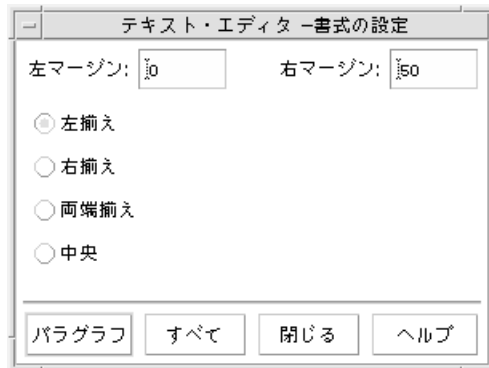 テキスト・エディタ －書式の設定
左マージン: 0 右マージン: 50
左揃え
右揃え
両端揃え
中央
パラグラフ すべて 閉じる ヘルプ